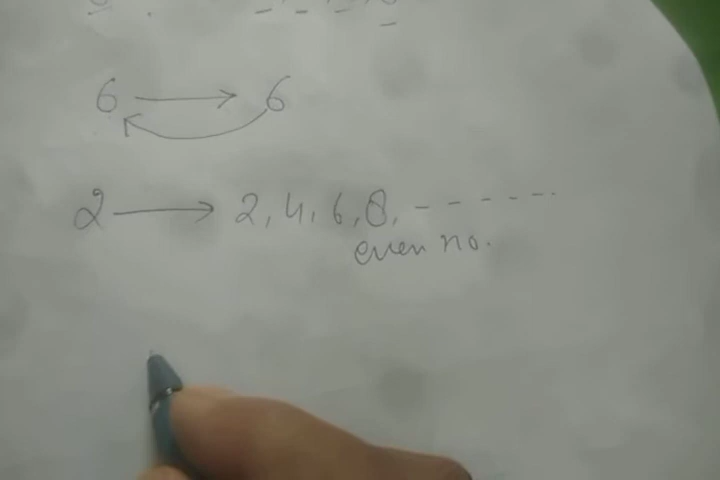 6 → 6
2 → 2, 4, 6, 8, ------
even no.